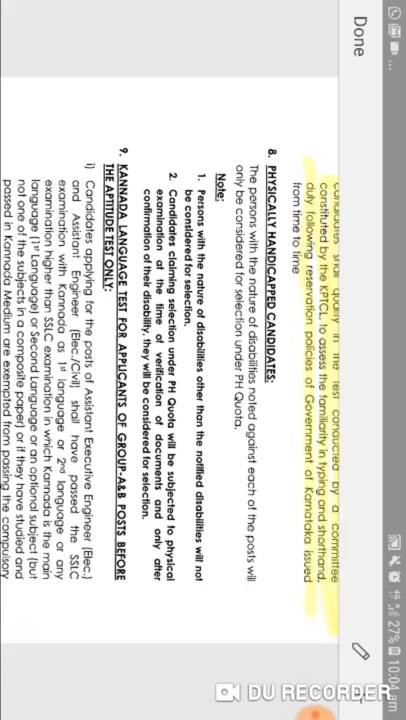 Done
candidates shall qualify in the test conducted by a committee
constituted by the KPTCL, to assess the familiarity in typing and shorthand,
duly following reservation policies of Government of Karnataka issued
from time to time
8. PHYSICALLY HANDICAPPED CANDIDATES:
The persons with the nature of disabilities noted against each of the posts will
only be considered for selection under PH Quota.
Note:
1. Persons with the nature of disabilities other than the notified disabilities will not
be considered for selection.
2. Candidates claiming selection under PH Quota will be subjected to physical
examination at the time of verification of documents and only after
confirmation of their disability, they will be considered for selection.
9. KANNADA LANGUAGE TEST FOR APPLICANTS OF GROUP-A&B POSTS BEFORE
THE APTITUDE TEST ONLY:
i) Candidates applying for the posts of Assistant Executive Engineer (Elec.)
and Assistant Engineer (Elec./Civil) shall have passed the SSLC
examination with Kannada as 1st language or 2nd language or any
examination higher than SSLC examination in which Kannada is the main
language (1st Language) or Second Language or an optional subject (but
not one of the subjects in a composite paper) or if they have studied and
passed in Kannada Medium are exempted from passing the compulsory
27% 10:04 am
DU RECORDER